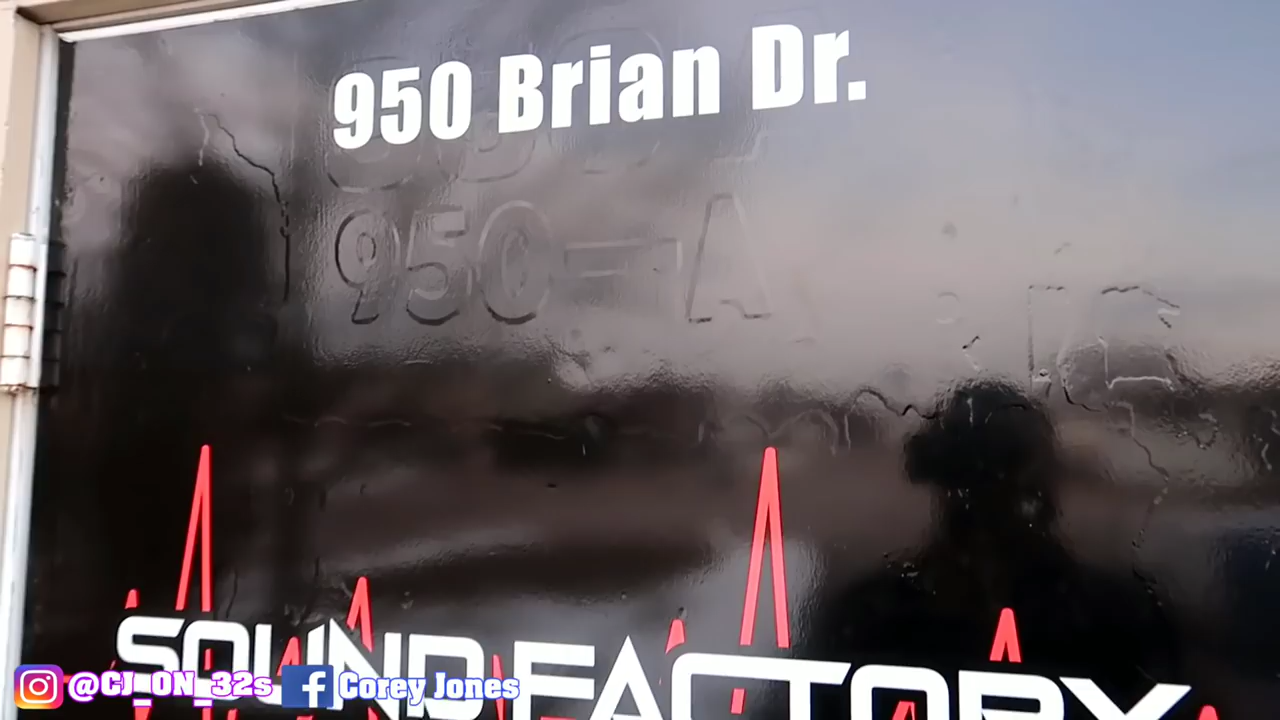 950 Brian Dr.
950-A
SOUND FACTORY
@CJ_ON_32s
Corey Jones